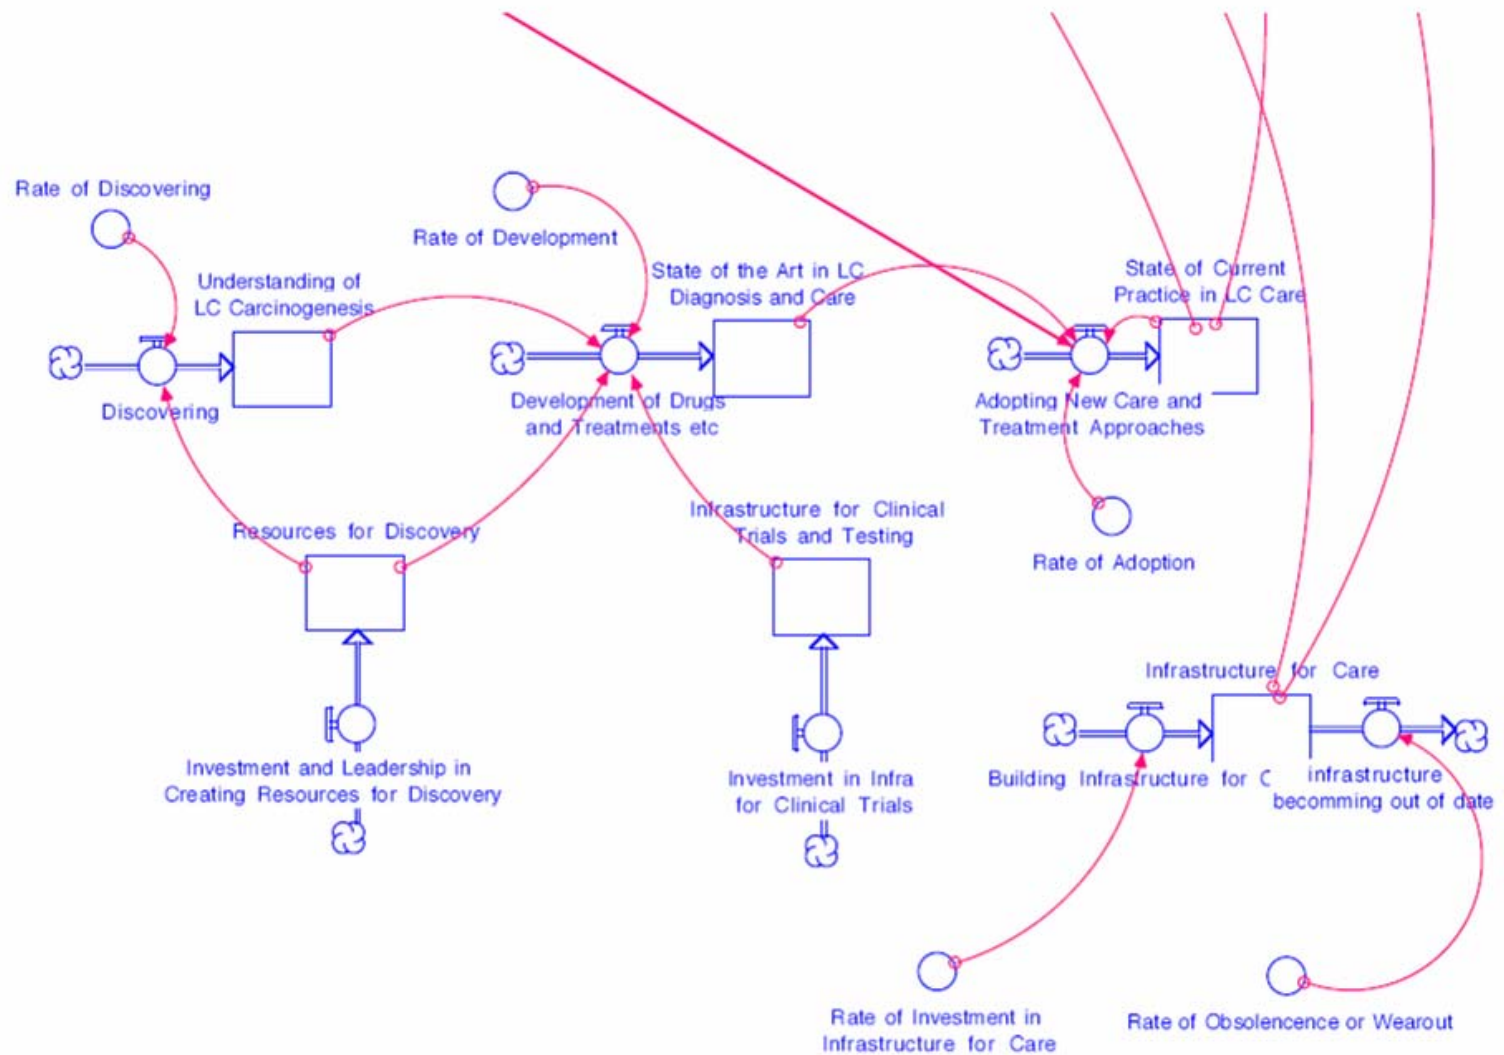 Rate of Discovering
Rate of Development
Understanding of
LC Carcinogenesis
State of the Art in LC
Diagnosis and Care
State of Current
Practice in LC Care
Discovering
Development of Drugs
and Treatments etc
Adopting New Care and
Treatment Approaches
Resources for Discovery
Infrastructure for Clinical
Trials and Testing
Rate of Adoption
Infrastructure for Care
Investment and Leadership in
Creating Resources for Discovery
Investment in Infra
for Clinical Trials
Building Infrastructure for C
infrastructure
becomming out of date
Rate of Investment in
Infrastructure for Care
Rate of Obsolencence or Wearout